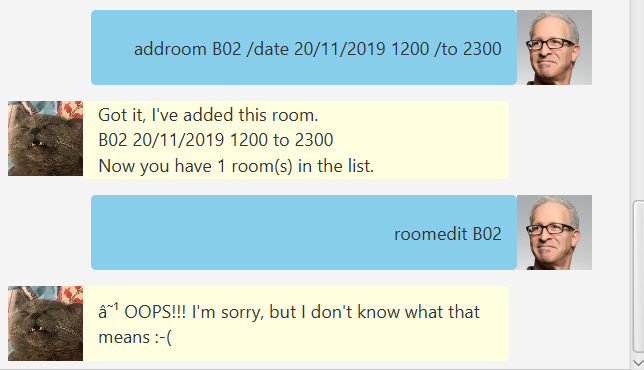 addroom B02 /date 20/11/2019 1200 /to 2300
Got it, I've added this room.
B02 20/11/2019 1200 to 2300
Now you have 1 room(s) in the list.
roomedit B02
â˜¹ OOPS!!! I'm sorry, but I don't know what that
means :-(